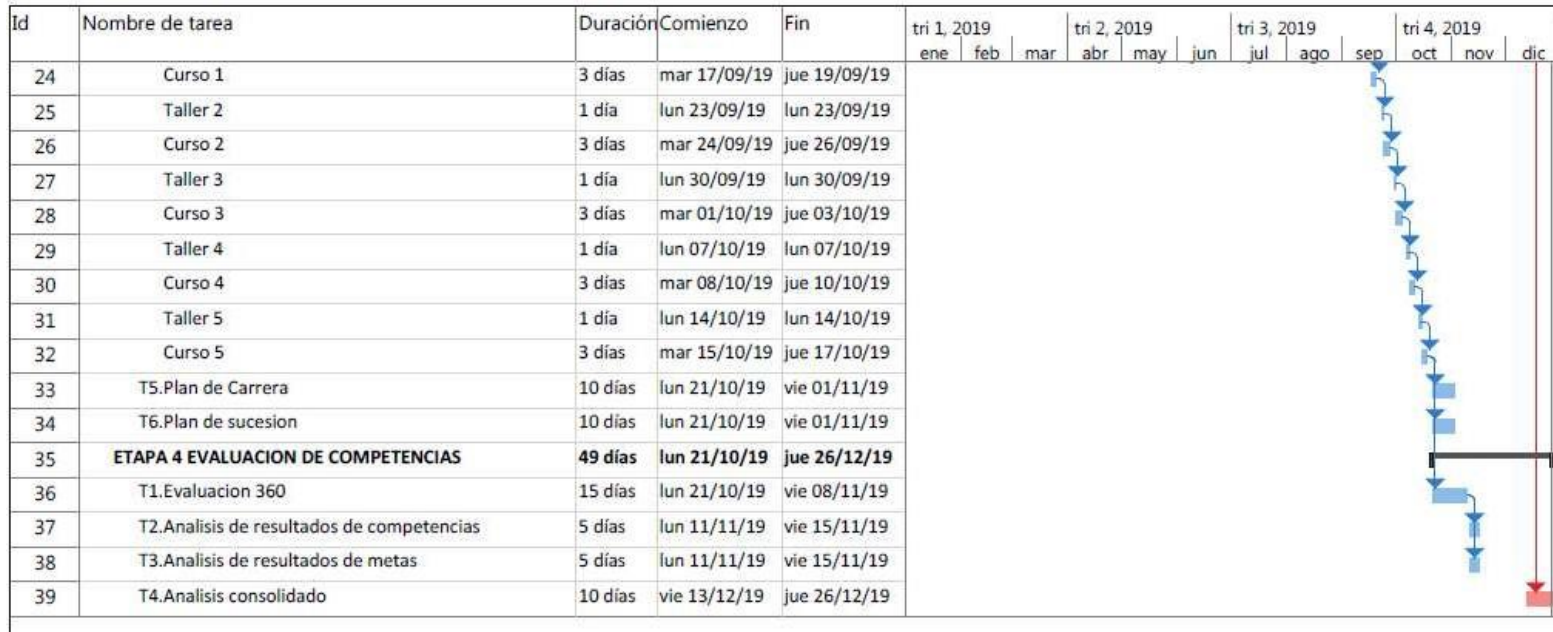 Id Nombre de tarea Duración Comienzo Fin tri 1, 2019 tri 2, 2019 tri 3, 2019 tri 4, 2019
ene feb mar abr may jun jul ago sep oct nov dic
24 Curso 1 3 días mar 17/09/19 jue 19/09/19
25 Taller 2 1 día lun 23/09/19 lun 23/09/19
26 Curso 2 3 días mar 24/09/19 jue 26/09/19
27 Taller 3 1 día lun 30/09/19 lun 30/09/19
28 Curso 3 3 días mar 01/10/19 jue 03/10/19
29 Taller 4 1 día lun 07/10/19 lun 07/10/19
30 Curso 4 3 días mar 08/10/19 jue 10/10/19
31 Taller 5 1 día lun 14/10/19 lun 14/10/19
32 Curso 5 3 días mar 15/10/19 jue 17/10/19
33 T5.Plan de Carrera 10 días lun 21/10/19 vie 01/11/19
34 T6.Plan de sucesion 10 días lun 21/10/19 vie 01/11/19
35 ETAPA 4 EVALUACION DE COMPETENCIAS 49 días lun 21/10/19 jue 26/12/19
36 T1.Evaluacion 360 15 días lun 21/10/19 vie 08/11/19
37 T2.Analisis de resultados de competencias 5 días lun 11/11/19 vie 15/11/19
38 T3.Analisis de resultados de metas 5 días lun 11/11/19 vie 15/11/19
39 T4.Analisis consolidado 10 días vie 13/12/19 jue 26/12/19